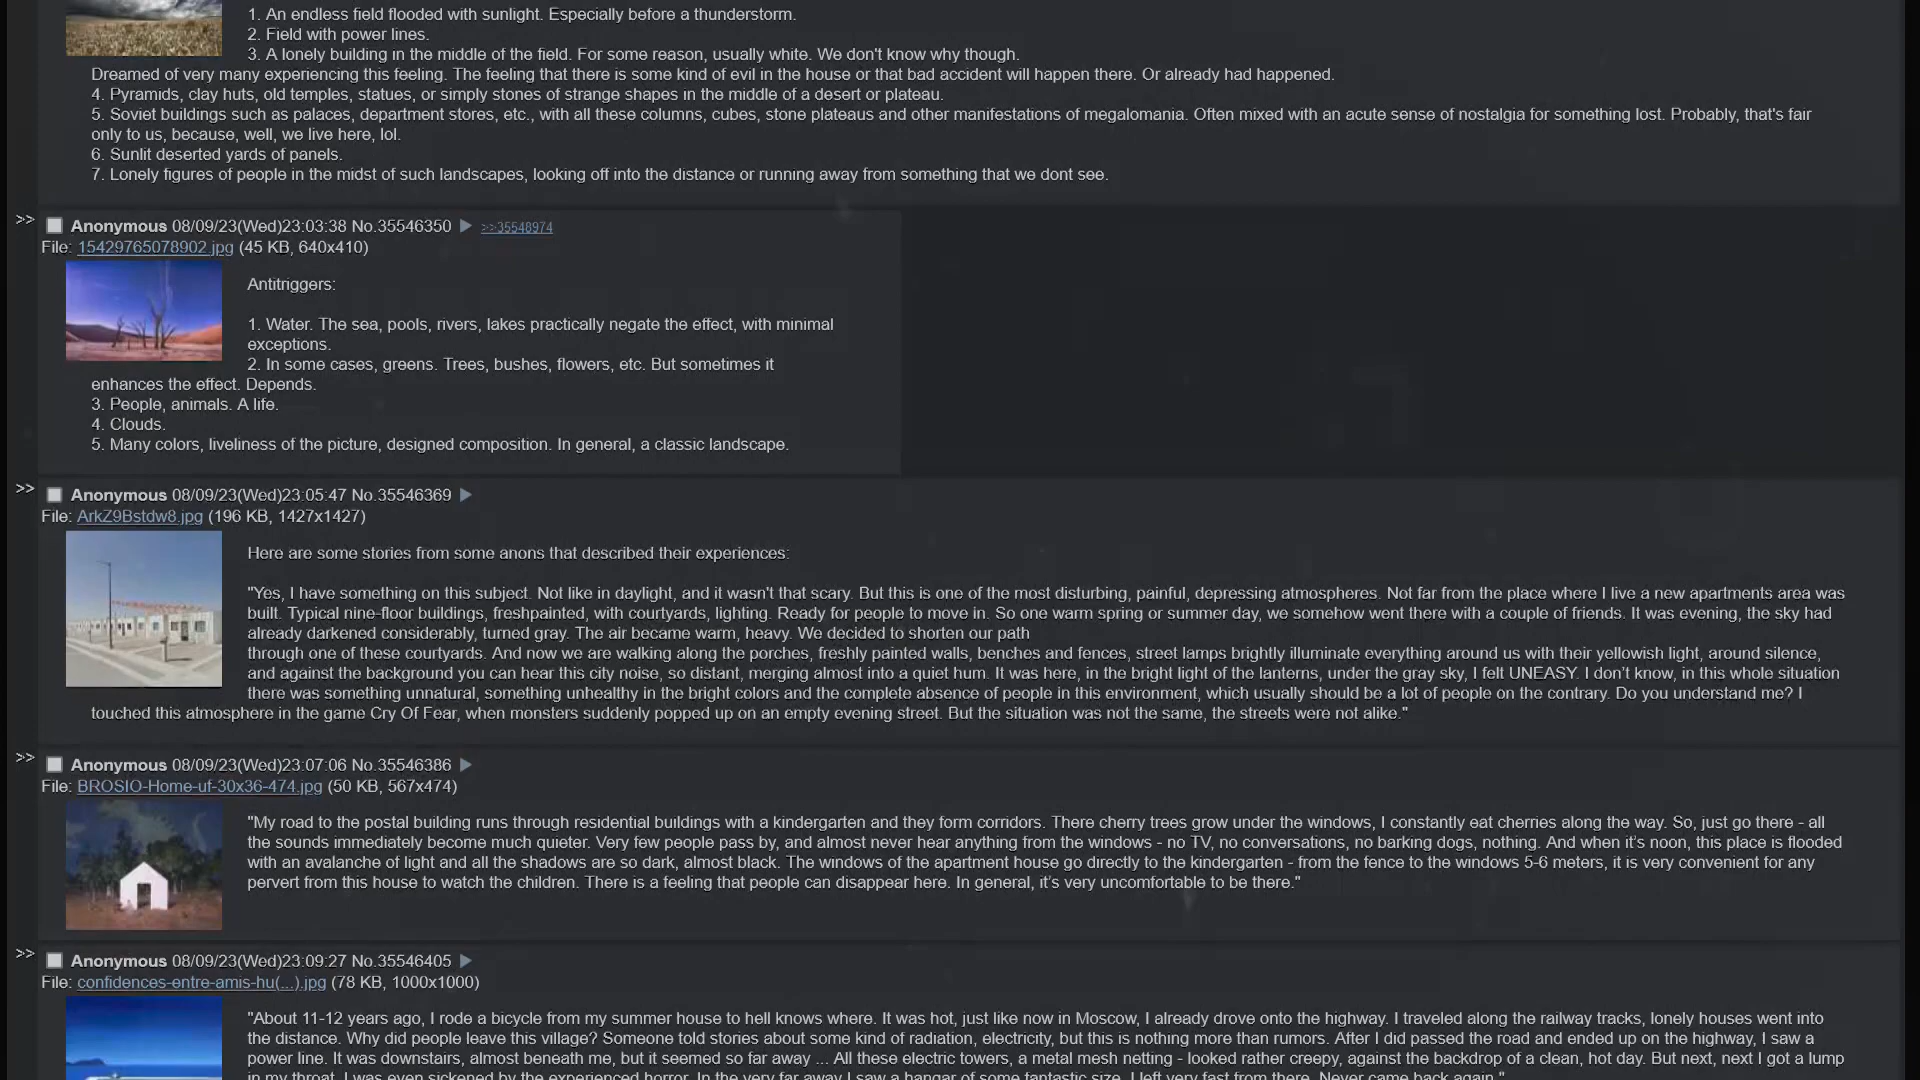 1. An endless field flooded with sunlight. Especially before a thunderstorm.
2. Field with power lines.
3. A lonely building in the middle of the field. For some reason, usually white. We don't know why though.
Dreamed of very many experiencing this feeling. The feeling that there is some kind of evil in the house or that bad accident will happen there. Or already had happened.
4. Pyramids, clay huts, old temples, statues, or simply stones of strange shapes in the middle of a desert or plateau.
5. Soviet buildings such as palaces, department stores, etc., with all these columns, cubes, stone plateaus and other manifestations of megalomania. Often mixed with an acute sense of nostalgia for something lost. Probably, that's fair
only to us, because, well, we live here, lol.
6. Sunlit deserted yards of panels.
7. Lonely figures of people in the midst of such landscapes, looking off into the distance or running away from something that we dont see.
>> Anonymous 08/09/23(Wed)23:03:38 No.35546350 ▶ >>35548974
File: 15429765078902.jpg (45 KB, 640x410)
Antitriggers:
1. Water. The sea, pools, rivers, lakes practically negate the effect, with minimal
exceptions.
2. In some cases, greens. Trees, bushes, flowers, etc. But sometimes it
enhances the effect. Depends.
3. People, animals. A life.
4. Clouds.
5. Many colors, liveliness of the picture, designed composition. In general, a classic landscape.
>> Anonymous 08/09/23(Wed)23:05:47 No.35546369 ▶
File: ArkZ9Bstdw8.jpg (196 KB, 1427x1427)
Here are some stories from some anons that described their experiences:
"Yes, I have something on this subject. Not like in daylight, and it wasn't that scary. But this is one of the most disturbing, painful, depressing atmospheres. Not far from the place where I live a new apartments area was
built. Typical nine-floor buildings, freshpainted, with courtyards, lighting. Ready for people to move in. So one warm spring or summer day, we somehow went there with a couple of friends. It was evening, the sky had
already darkened considerably, turned gray. The air became warm, heavy. We decided to shorten our path
through one of these courtyards. And now we are walking along the porches, freshly painted walls, benches and fences, street lamps brightly illuminate everything around us with their yellowish light, around silence,
and against the background you can hear this city noise, so distant, merging almost into a quiet hum. It was here, in the bright light of the lanterns, under the gray sky, I felt UNEASY. I don't know, in this whole situation
there was something unnatural, something unhealthy in the bright colors and the complete absence of people in this environment, which usually should be a lot of people on the contrary. Do you understand me? I
touched this atmosphere in the game Cry Of Fear, when monsters suddenly popped up on an empty evening street. But the situation was not the same, the streets were not alike."
>> Anonymous 08/09/23(Wed)23:07:06 No.35546386 ▶
File: BROSIO-Home-uf-30x36-474.jpg (50 KB, 567x474)
"My road to the postal building runs through residential buildings with a kindergarten and they form corridors. There cherry trees grow under the windows, I constantly eat cherries along the way. So, just go there - all
the sounds immediately become much quieter. Very few people pass by, and almost never hear anything from the windows - no TV, no conversations, no barking dogs, nothing. And when it's noon, this place is flooded
with an avalanche of light and all the shadows are so dark, almost black. The windows of the apartment house go directly to the kindergarten - from the fence to the windows 5-6 meters, it is very convenient for any
pervert from this house to watch the children. There is a feeling that people can disappear here. In general, it's very uncomfortable to be there."
>> Anonymous 08/09/23(Wed)23:09:27 No.35546405 ▶
File: confidences-entre-amis-hu(...).jpg (78 KB, 1000x1000)
"About 11-12 years ago, I rode a bicycle from my summer house to hell knows where. It was hot, just like now in Moscow, I already drove onto the highway. I traveled along the railway tracks, lonely houses went into
the distance. Why did people leave this village? Someone told stories about some kind of radiation, electricity, but this is nothing more than rumors. After I did passed the road and ended up on the highway, I saw a
power line. It was downstairs, almost beneath me, but it seemed so far away ... All these electric towers, a metal mesh netting - looked rather creepy, against the backdrop of a clean, hot day. But next, next I got a lump
in my throat, I was even sickened by the experienced horror. In the very far away I saw a hangar of some fantastic size. I left very fast from there. Never came back again."